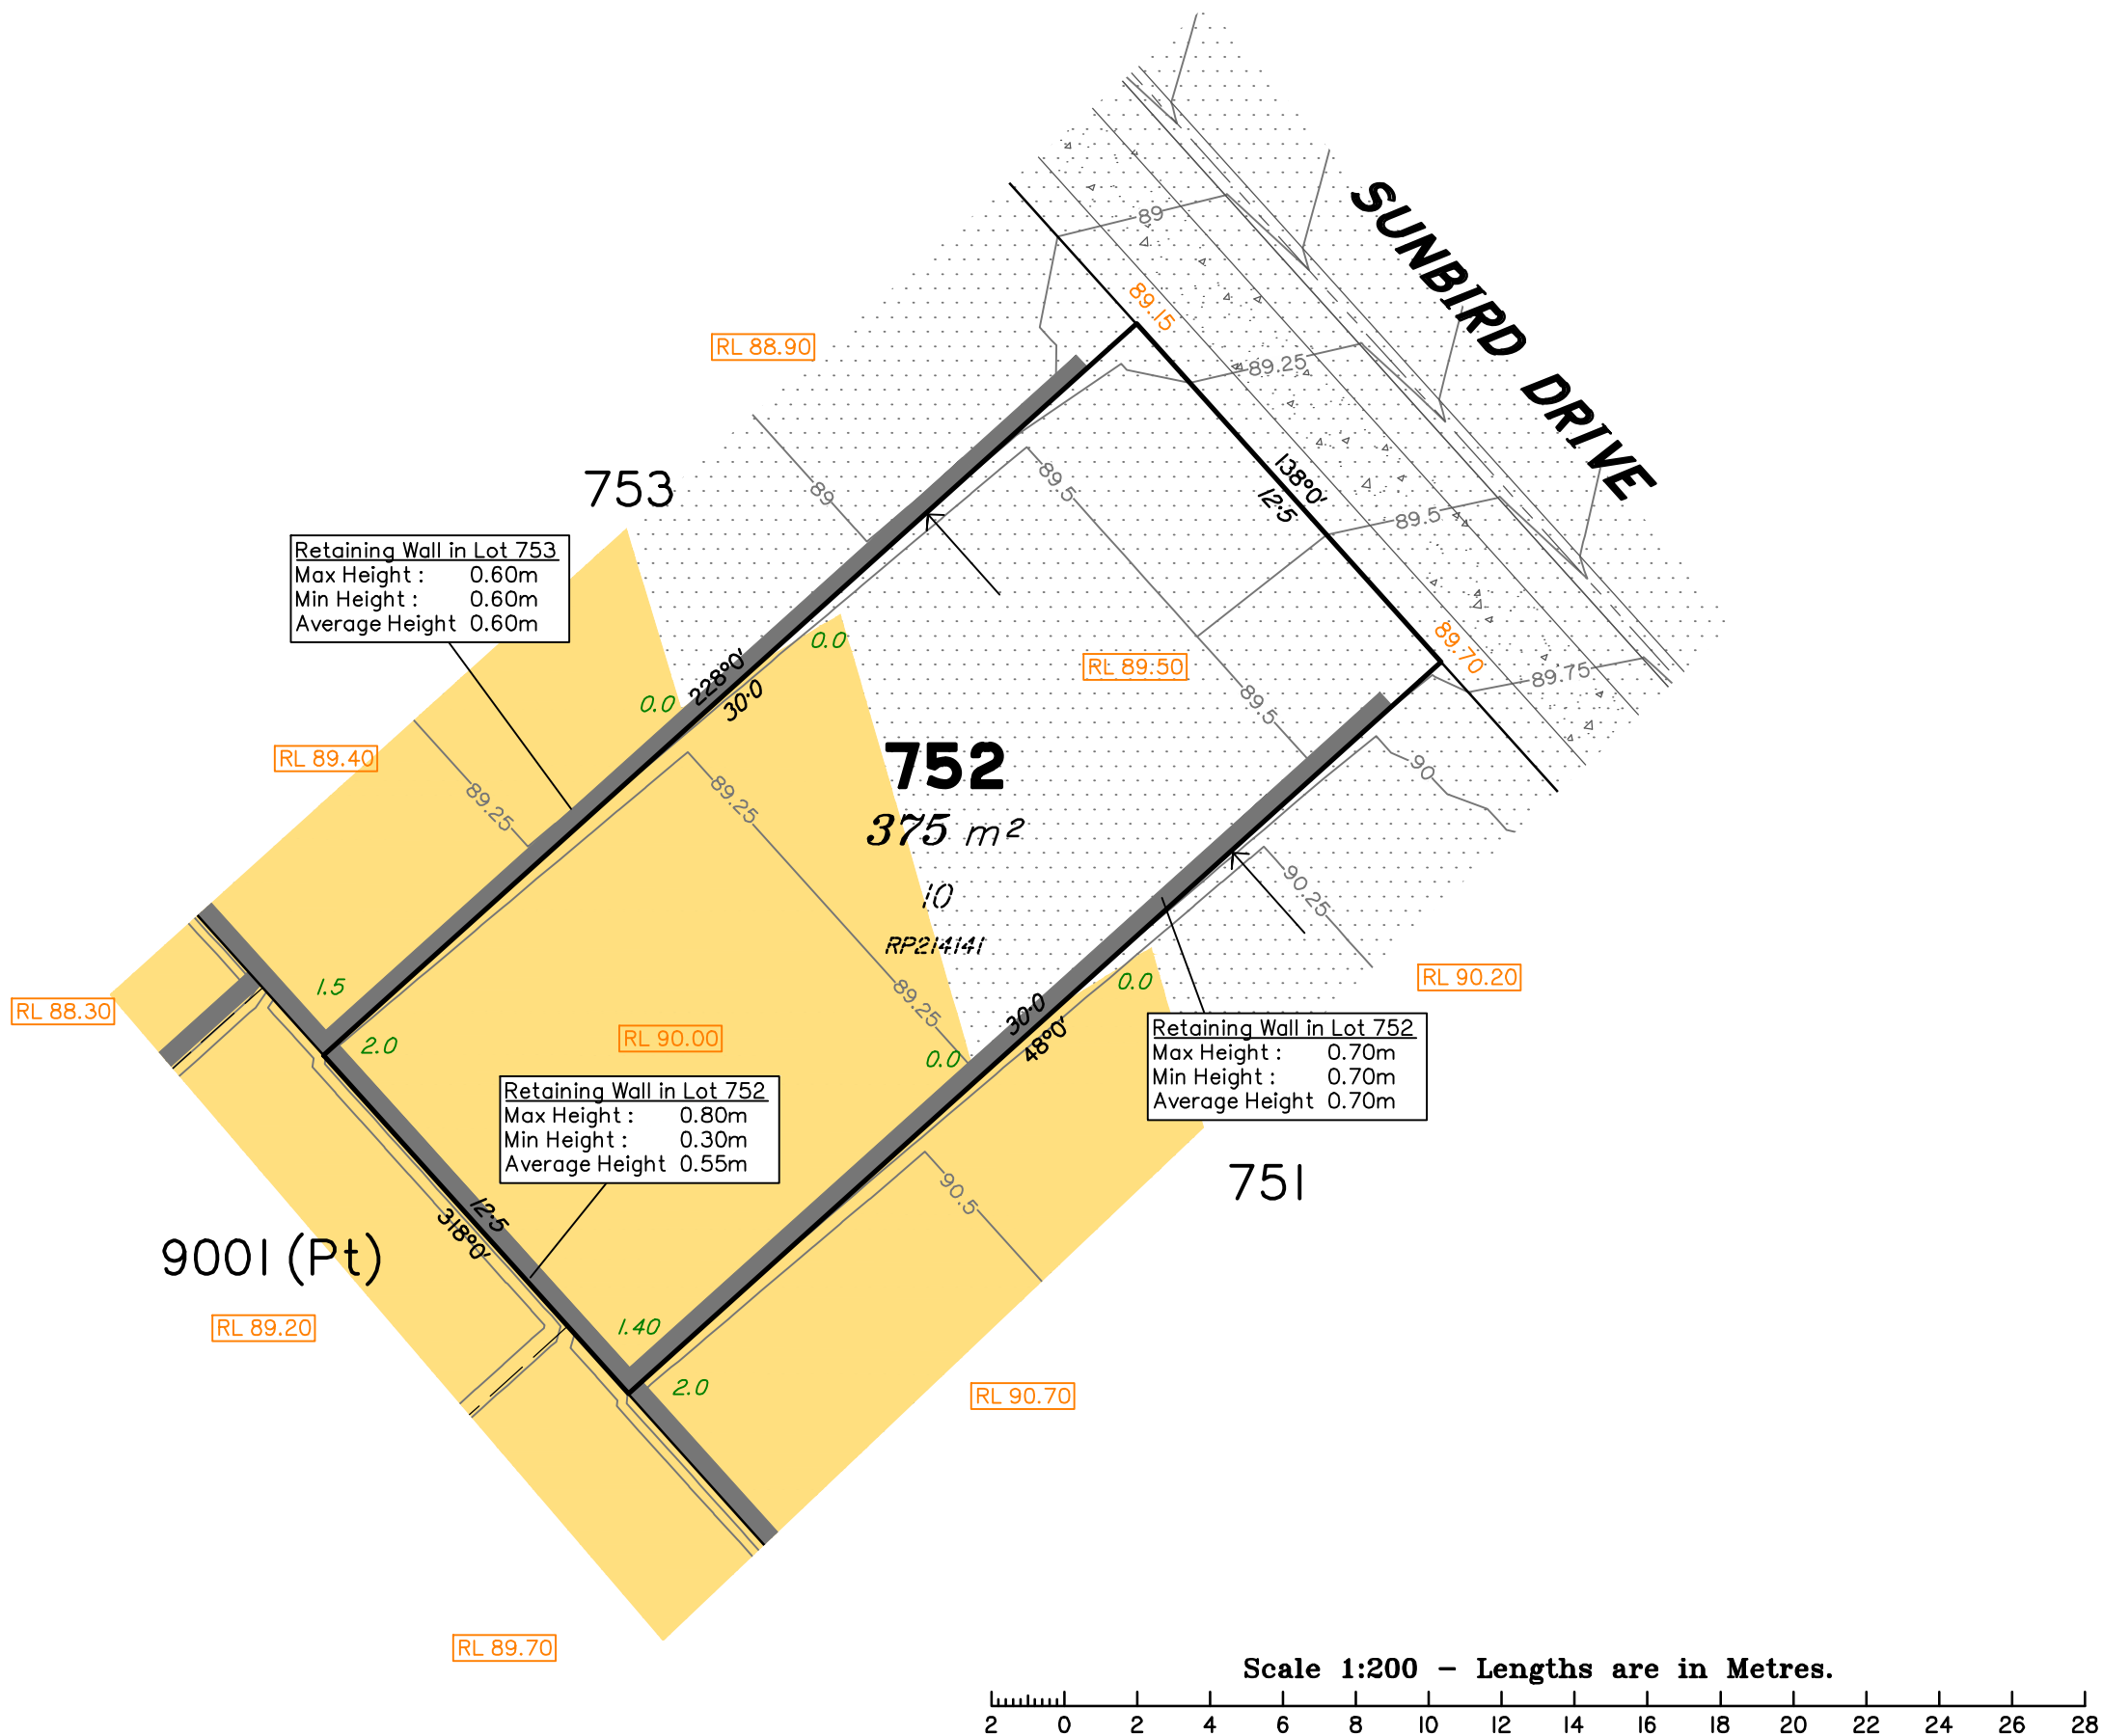 SUNBIRD DRIVE
89
89.15
RL 88.90
89.25
753
89.5
138°0'
12·5
89
89.5
Retaining Wall in Lot 753
Max Height : 0.60m
Min Height : 0.60m
Average Height 0.60m
89.70
0.0
RL 89.50
89.75
228°0'
30·0
0.0
89.5
RL 89.40
752
90
89.25
89.25
375 m²
10
90.25
RP214141
RL 90.20
1.5
0.0
RL 88.30
89.25
30·0
48°0'
2.0
RL 90.00
0.0
Retaining Wall in Lot 752
Max Height : 0.70m
Min Height : 0.70m
Average Height 0.70m
Retaining Wall in Lot 752
Max Height : 0.80m
Min Height : 0.30m
Average Height 0.55m
751
90.5
12·5
318°0'
9001 (Pt)
RL 89.20
1.40
2.0
RL 90.70
RL 89.70
Scale 1:200 - Lengths are in Metres.
2 0 2 4 6 8 10 12 14 16 18 20 22 24 26 28